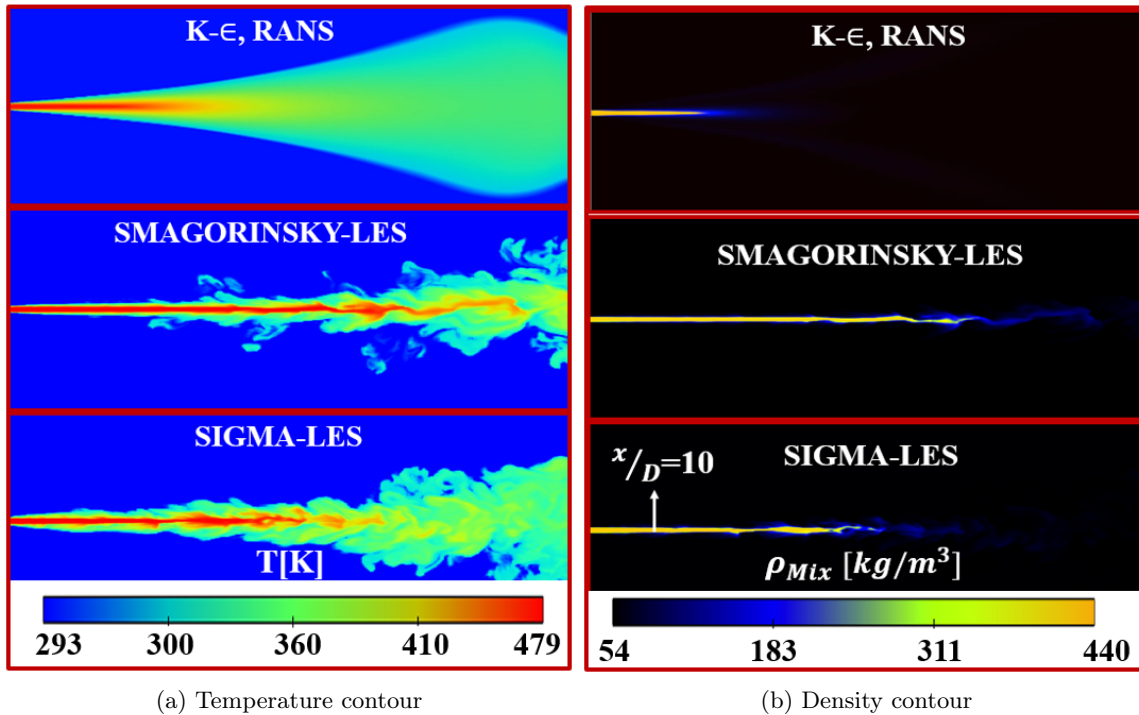 K-ϵ, RANS
SMAGORINSKY-LES
SIGMA-LES
T[K]
293 300 360 410 479
(a) Temperature contour
K-ϵ, RANS
SMAGORINSKY-LES
x/D=10
SIGMA-LES
ρMix [kg/m³]
54 183 311 440
(b) Density contour